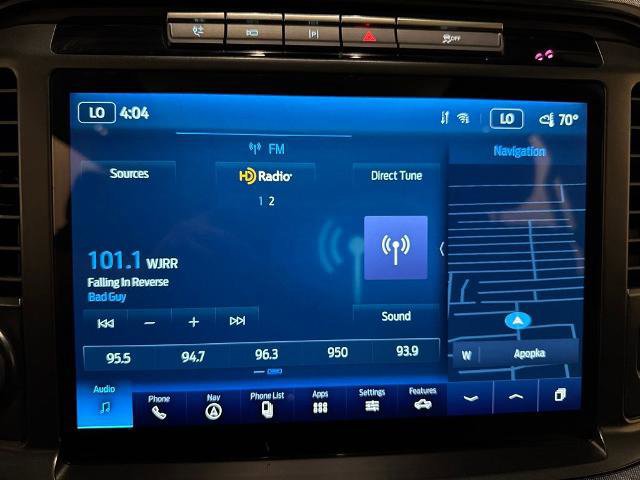 P
OFF
LO 4:04
LO 70°
FM
Navigation
Sources
HD Radio
Direct Tune
1 2
101.1 WJRR
Falling In Reverse
Bad Guy
Sound
95.5 94.7 96.3 950 93.9
W Apopka
Audio Phone Nav Phone List Apps Settings Features